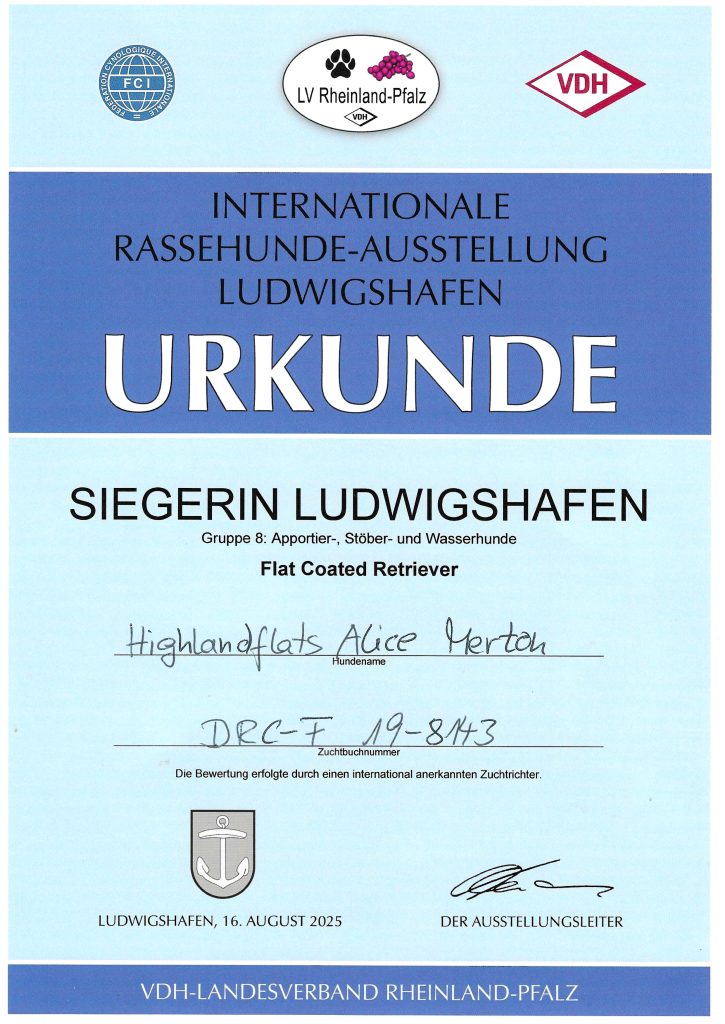 FEDERATION CYNOLOGIQUE INTERNATIONALE
FCI
LV Rheinland-Pfalz
VDH
VDH
INTERNATIONALE
RASSEHUNDE-AUSSTELLUNG
LUDWIGSHAFEN
URKUNDE
SIEGERIN LUDWIGSHAFEN
Gruppe 8: Apportier-, Stöber- und Wasserhunde
Flat Coated Retriever
Highlandflats Alice Merton
Hundename
DRC-F 19-8143
Zuchtbuchnummer
Die Bewertung erfolgte durch einen international anerkannten Zuchtrichter.
LUDWIGSHAFEN, 16. AUGUST 2025
DER AUSSTELLUNGSLEITER
VDH-LANDESVERBAND RHEINLAND-PFALZ